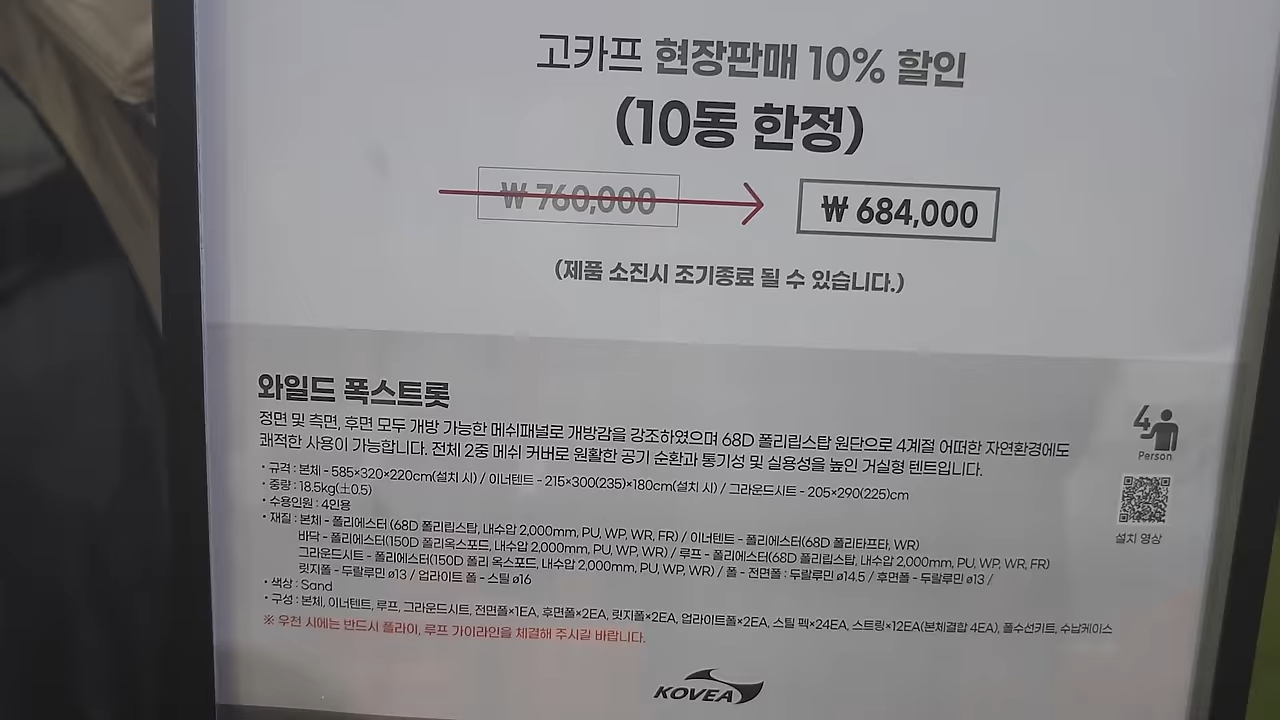 고카프 현장판매 10% 할인
(10동 한정)
₩ 760,000
₩ 684,000
(제품 소진시 조기종료 될 수 있습니다.)
와일드 폭스트롯
정면 및 측면, 후면 모두 개방 가능한 메쉬패널로 개방감을 강조하였으며 68D 폴리립스탑 원단으로 4계절 어떠한 자연환경에도
쾌적한 사용이 가능합니다. 전체 2중 메쉬 커버로 원활한 공기 순환과 통기성 및 실용성을 높인 거실형 텐트입니다.
4
Person
설치 영상
• 규격 : 본체 - 585×320×220cm(설치 시) / 이너텐트 - 215×300(235)×180cm(설치 시) / 그라운드시트 - 205×290(225)cm
• 중량 : 18.5kg(±0.5)
• 수용인원 : 4인용
• 재질 : 본체 - 폴리에스터 (68D 폴리립스탑, 내수압 2,000mm, PU, WP, WR, FR) / 이너텐트 - 폴리에스터(68D 폴리타프타, WR)
바닥 - 폴리에스터(150D 폴리옥스포드, 내수압 2,000mm, PU, WP, WR) / 루프 - 폴리에스터(68D 폴리립스탑, 내수압 2,000mm, PU, WP, WR, FR)
그라운드시트 - 폴리에스터(150D 폴리 옥스포드, 내수압 2,000mm, PU, WP, WR) / 폴 - 전면폴 : 두랄루민 ø14.5 / 후면폴 - 두랄루민 ø13 /
릿지폴 - 두랄루민 ø13 / 업라이트 폴 - 스틸 ø16
• 색상 : Sand
• 구성 : 본체, 이너텐트, 루프, 그라운드시트, 전면폴×1EA, 후면폴×2EA, 릿지폴×2EA, 업라이트폴×2EA, 스틸 펙×24EA, 스트링×12EA(본체결합 4EA), 폴수선키트, 수납케이스
※ 우천 시에는 반드시 플라이, 루프 가이라인을 체결해 주시길 바랍니다.
KOVEA